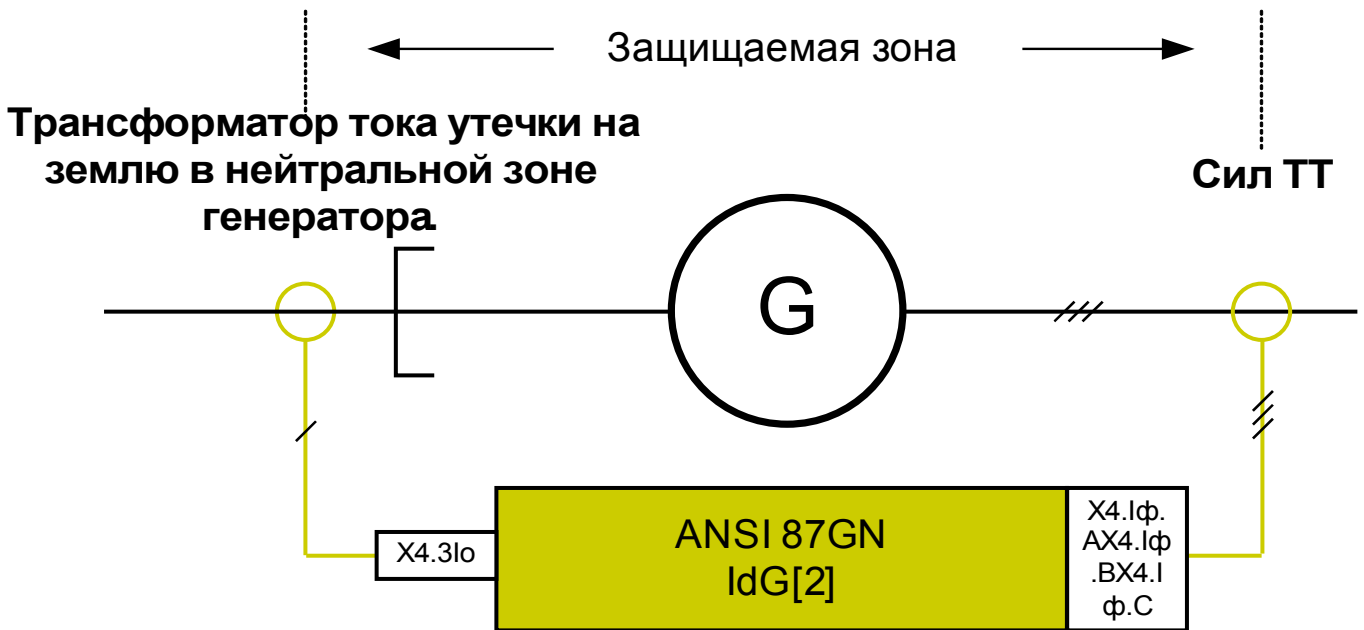 Защищаемая зона
Трансформатор тока утечки на
землю в нейтральной зоне
генератора.
Сил ТТ
G
X4.3Io
ANSI 87GN
IdG[2]
X4.Iф.
AX4.Iф
.BX4.I
ф.C